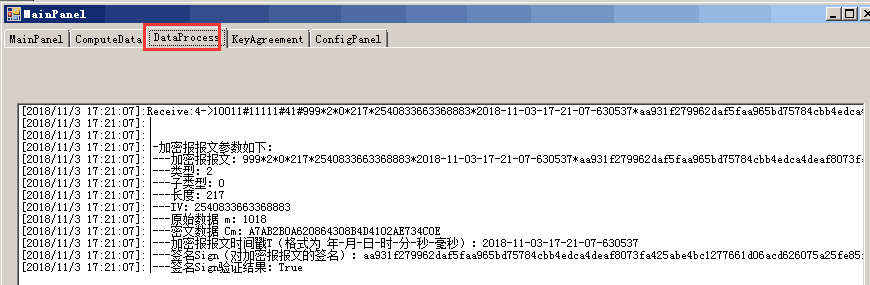 MainPanel
MainPanel ComputeData DataProcess KeyAgreement ConfigPanel
[2018/11/3 17:21:07]:Receive:4->10011#11111#41#999*2*0*217*2540833663368883*2018-11-03-17-21-07-630537*aa931f279962daf5faa965bd75784cbb4edca4
[2018/11/3 17:21:07]: |
[2018/11/3 17:21:07]: |
[2018/11/3 17:21:07]: |-加密报报文参数如下:
[2018/11/3 17:21:07]: |---加密报报文: 999*2*0*217*2540833663368883*2018-11-03-17-21-07-630537*aa931f279962daf5faa965bd75784cbb4edca4deaf8073fa
[2018/11/3 17:21:07]: |---类型: 2
[2018/11/3 17:21:07]: |---子类型: 0
[2018/11/3 17:21:07]: |---长度: 217
[2018/11/3 17:21:07]: |---IV: 2540833663368883
[2018/11/3 17:21:07]: |---原始数据 m: 1018
[2018/11/3 17:21:07]: |---密文数据 Cm: A7AB2B0A620864308B4D4102AE734C0E
[2018/11/3 17:21:07]: |---加密报报文时间戳T（格式为 年-月-日-时-分-秒-毫秒）: 2018-11-03-17-21-07-630537
[2018/11/3 17:21:07]: |---签名Sign（对加密报报文的签名）: aa931f279962daf5faa965bd75784cbb4edca4deaf8073fa425abe4bc1277661d06acd626075a25fe85
[2018/11/3 17:21:07]: |---签名Sign验证结果: True